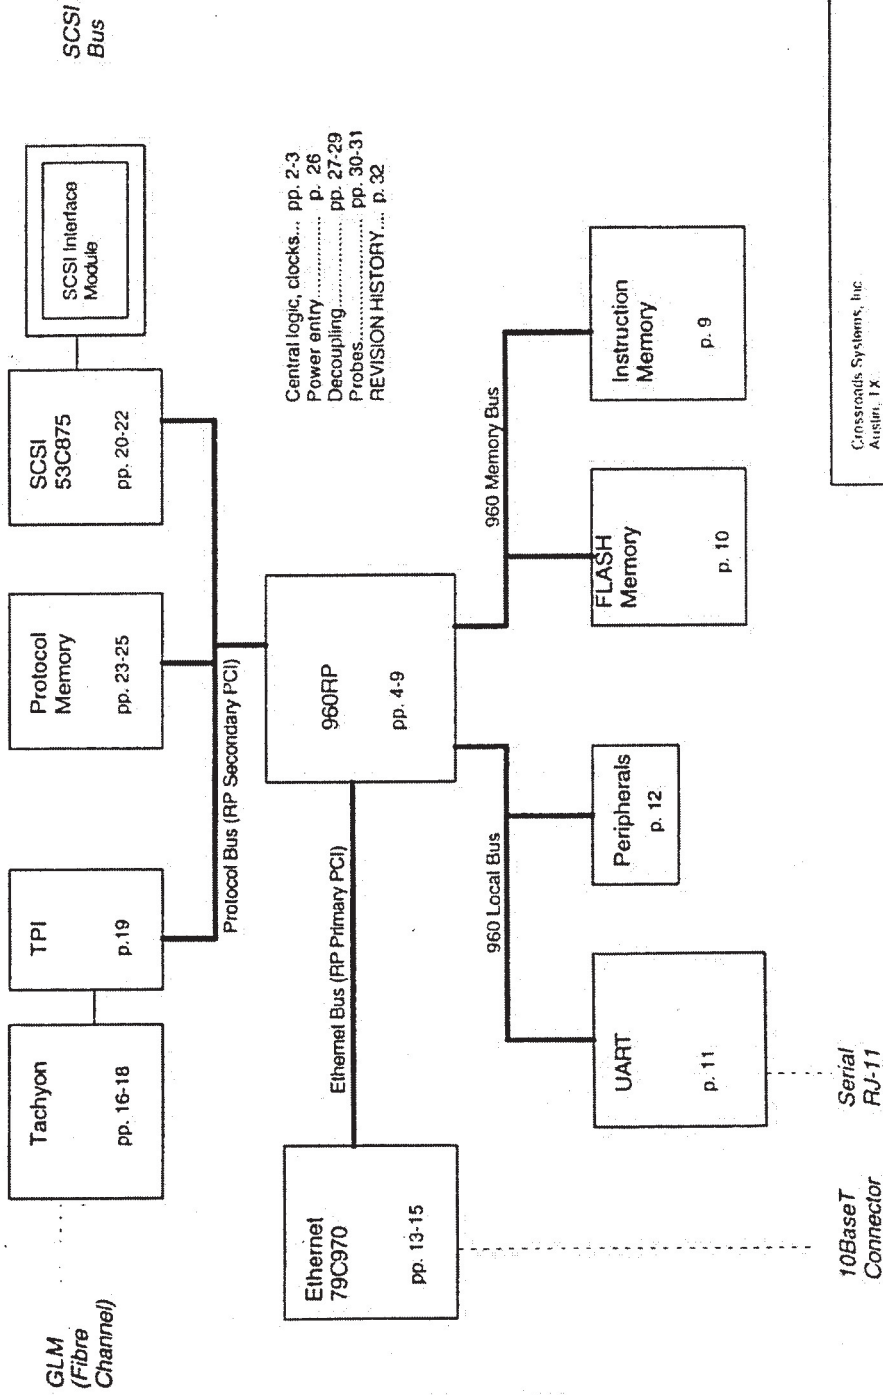 GLM
(Fibre
Channel)
Tachyon
pp. 16-18
TPI
p.19
Protocol
Memory
pp. 23-25
SCSI
53C875
pp. 20-22
SCSI Interface
Module
SCSI
Bus
Protocol Bus (RP Secondary PCI)
Central logic, clocks... pp. 2-3
Power entry ............... p. 26
Decoupling................. pp. 27-29
Probes....................... pp. 30-31
REVISION HISTORY.... p. 32
Ethernet
79C970
pp. 13-15
Ethernet Bus (RP Primary PCI)
960RP
pp. 4-9
960 Local Bus
960 Memory Bus
UART
p. 11
Peripherals
p. 12
FLASH
Memory
p. 10
Instruction
Memory
p. 9
10BaseT
Connector
Serial
RJ-11
Crossroads Systems, Inc
Austin, TX